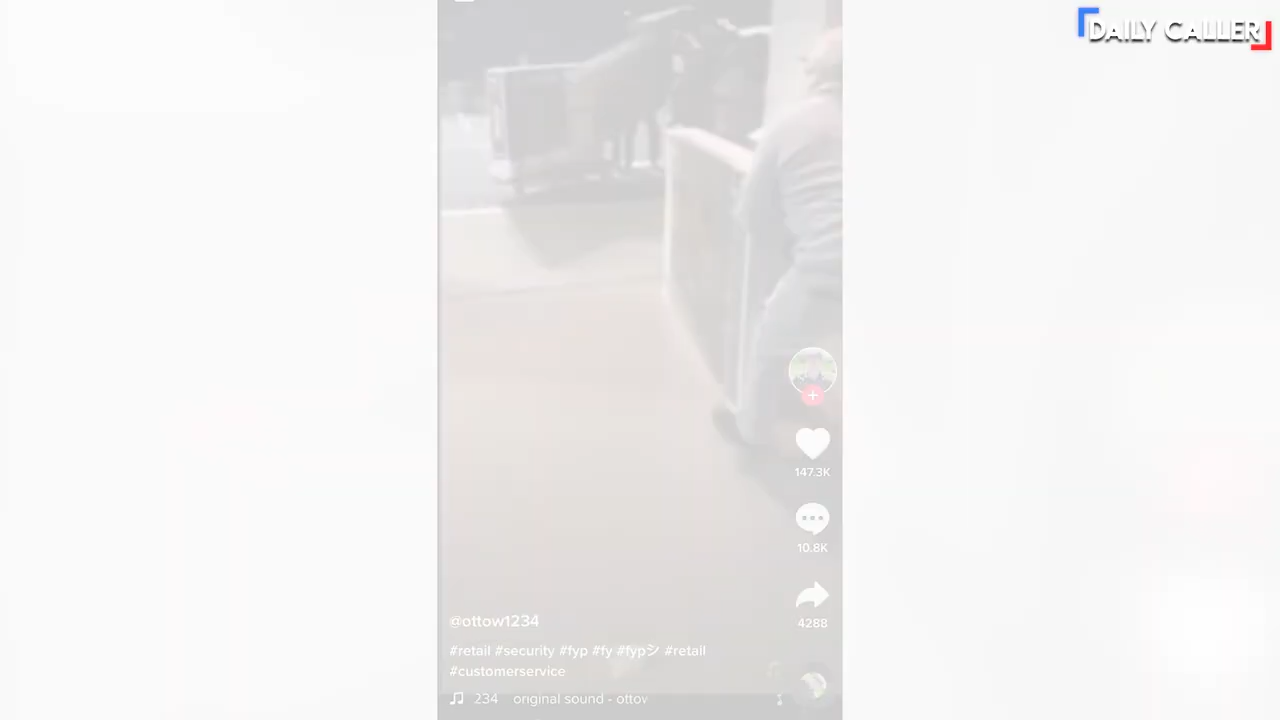 DAILY CALLER
147.3K
10.8K
4288
@ottow1234
#retail #security #fyp #fy #fypシ #retail
#customerservice
234 original sound - ottov